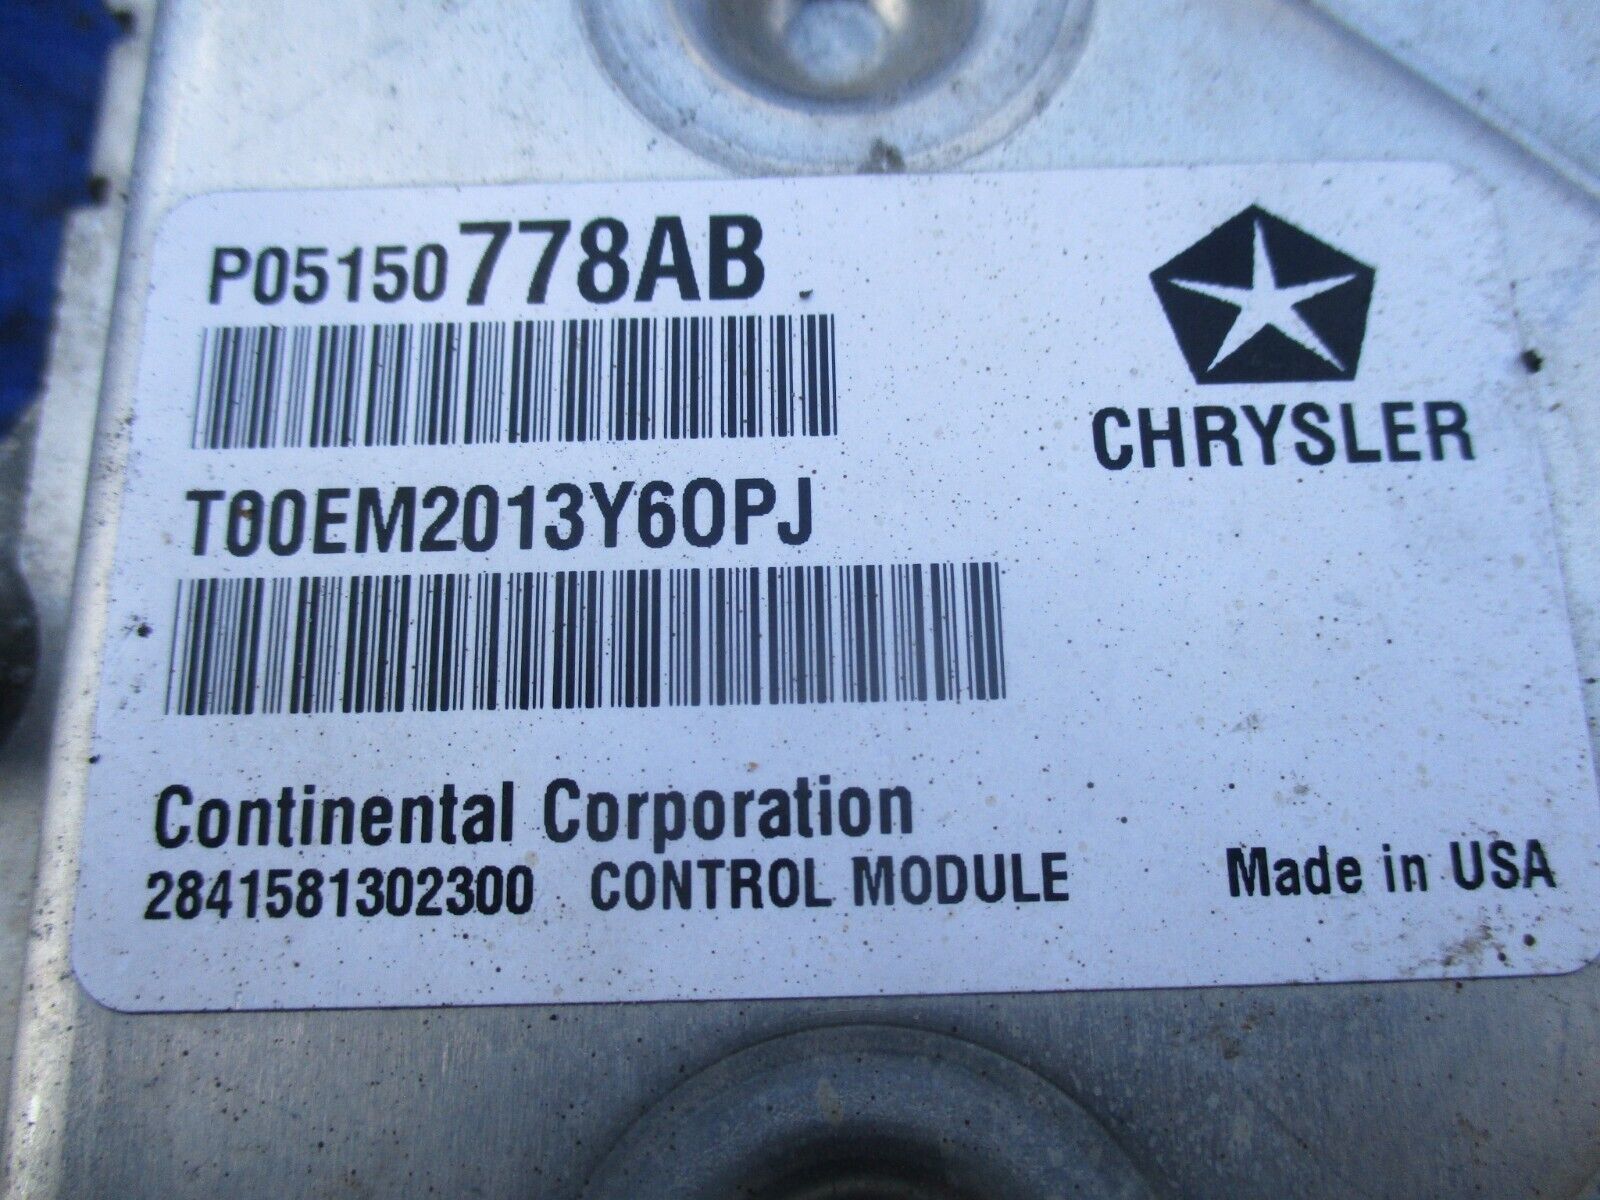 P05150778AB
CHRYSLER
T00EM2013Y6OPJ
Continental Corporation
2841581302300 CONTROL MODULE
Made in USA